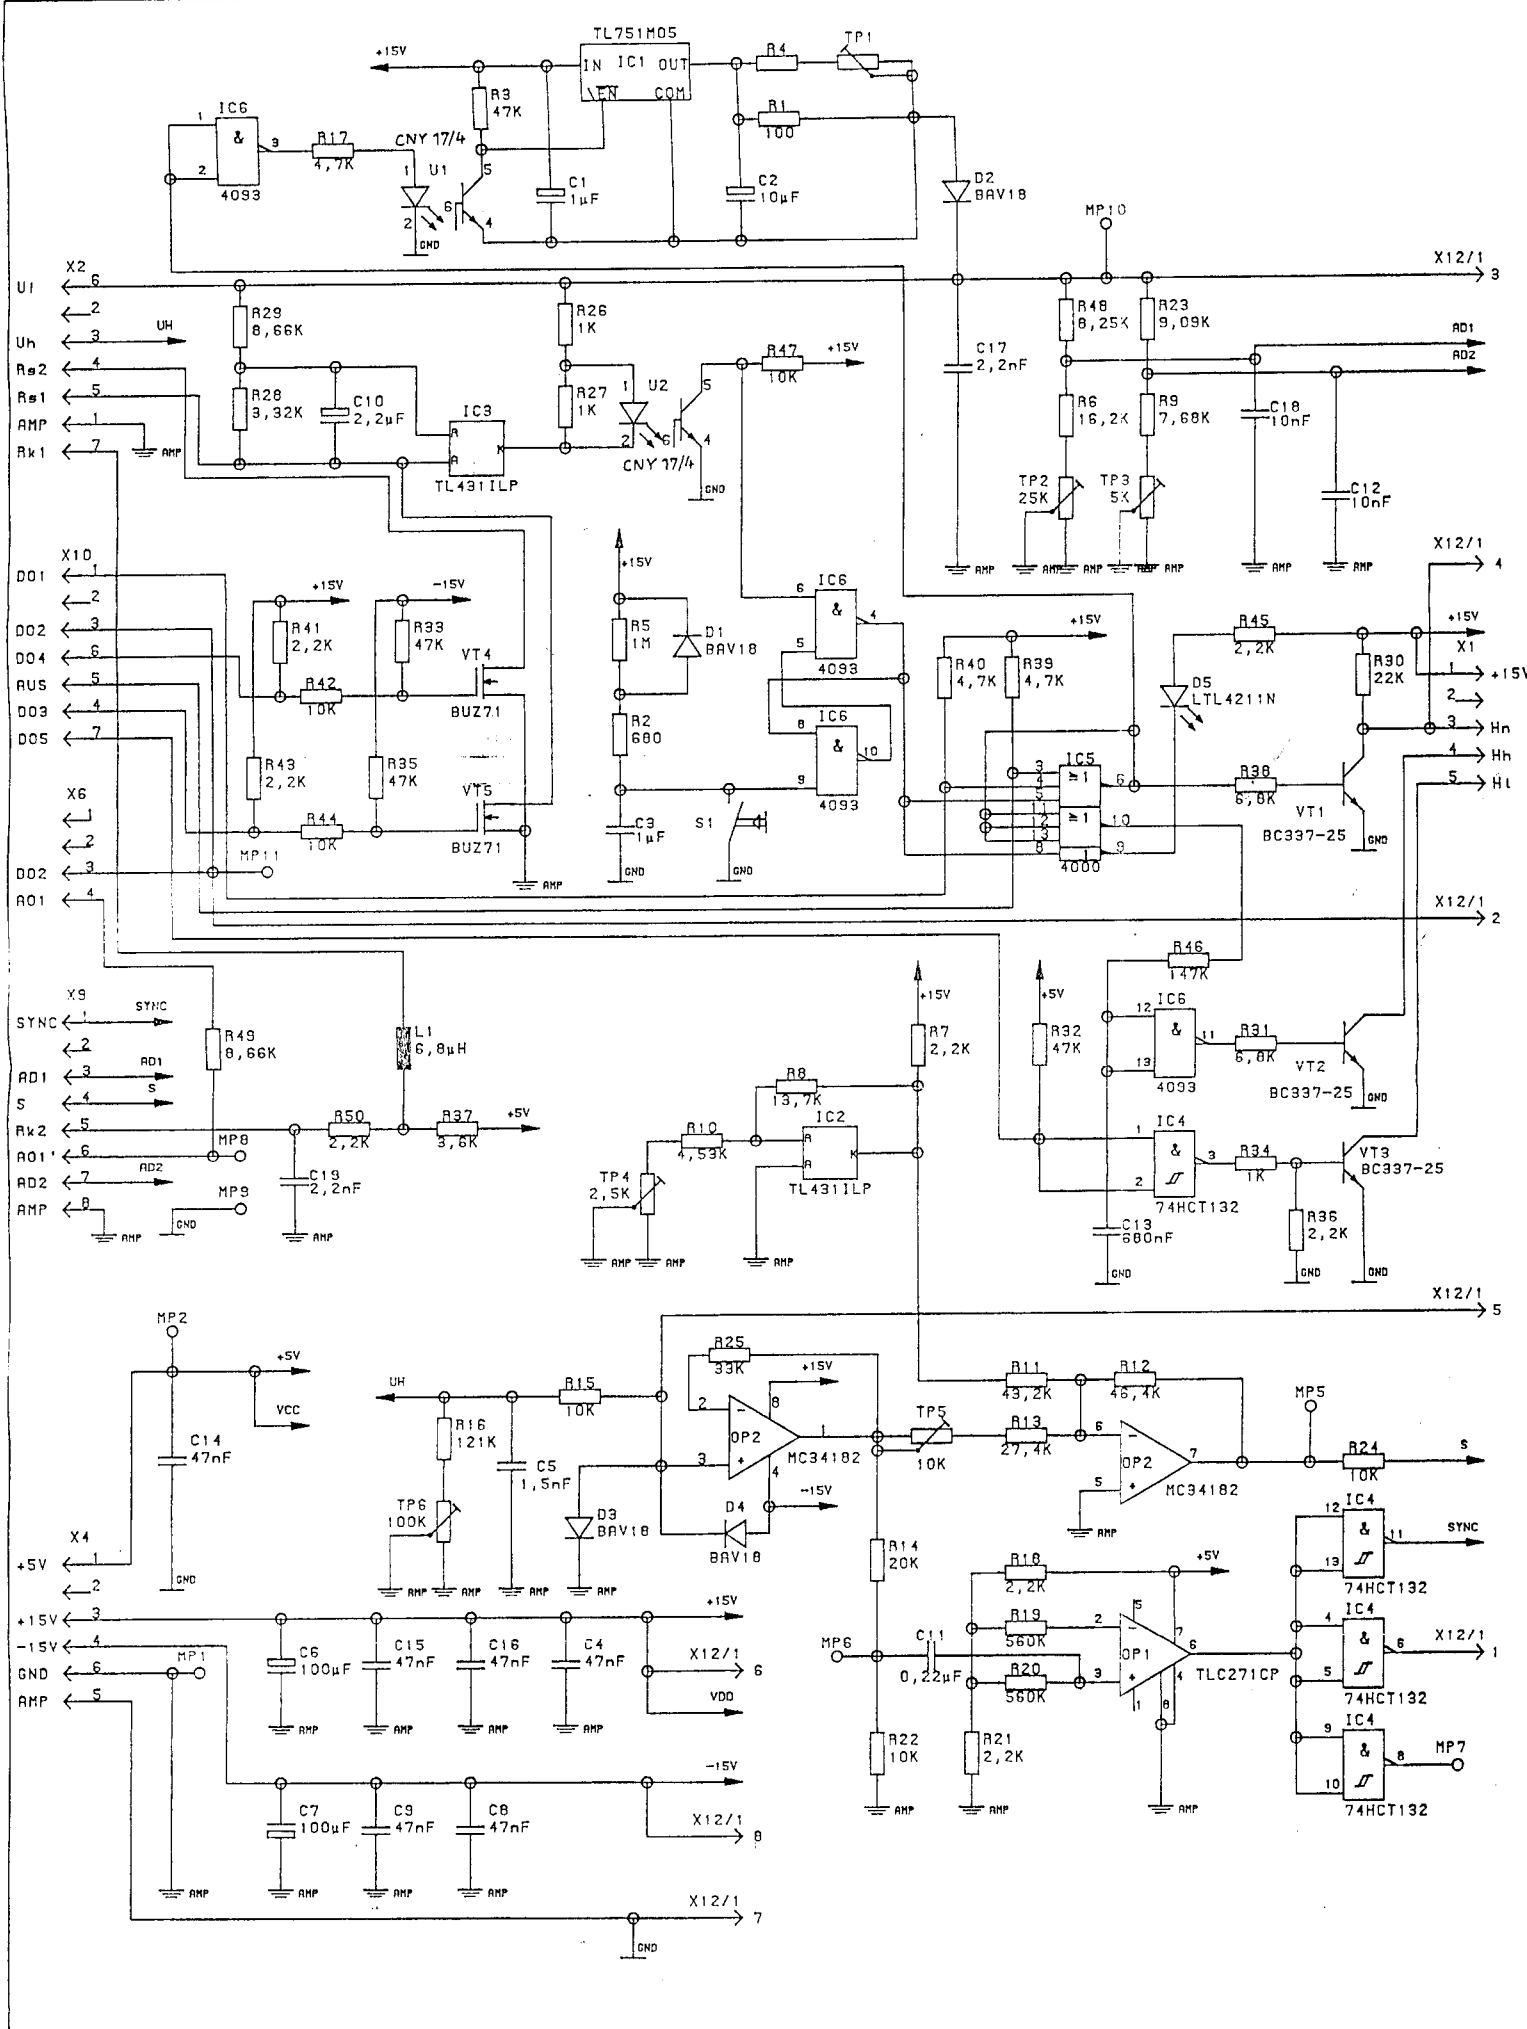 TL751M05
+15V
IN IC1 OUT
\EN COM
R4
TP1
R3
47K
R1
100
IC6
1
2
&
3
4093
R17
4,7K
CNY 17/4
U1
1
2
GND
5
6
4
C1
1µF
C2
10µF
D2
BAV18
MP10
X12/1
3
X2
U1 6
2
Uh 3 UH
Rs2 4
Rs1 5
AMP 1
AMP
Rk1 7
R29
8,66K
R28
3,32K
C10
2,2µF
IC3
R
A
K
TL431ILP
R26
1K
R27
1K
1
2
U2
CNY 17/4
5
6
4
GND
R47
10K
+15V
C17
2,2nF
AMP
R48
8,25K
R23
9,09K
AD1
AD2
R6
16,2K
R9
7,68K
C18
10nF
TP2
25K
TP3
5K
C12
10nF
AMP
AMP
AMP
AMP
AMP
X12/1
4
X10
DO1 1
2
DO2 3
DO4 6
AUS 5
DO3 4
DO5 7
+15V
-15V
R41
2,2K
R33
47K
R42
10K
VT4
BUZ71
R43
2,2K
R35
47K
R44
10K
VT5
BUZ71
AMP
+15V
R5
1M
D1
BAV18
R2
680
C3
1µF
GND
S1
GND
IC6
6
5
&
4
4093
IC6
8
9
&
10
4093
+15V
R40
4,7K
R39
4,7K
IC5
3
4
5
≥1
6
11
12
13
≥1
10
8
1
9
4000
R45
2,2K
D5
LTL4211N
+15V
R30
22K
X1
1 +15V
2
3 Hn
4 Hh
5 Hl
R38
6,8K
VT1
BC337-25
GND
X6
1
2
DO2 3
AO1 4
MP11
X12/1
2
X9
SYNC 1 SYNC
2
AD1 3 AD1
S 4 S
Rk2 5
AO1' 6
AD2 7 AD2
AMP 8
AMP
R49
8,66K
MP8
MP9
GND
L1
6,8µH
R50
2,2K
R37
3,6K
+5V
C19
2,2nF
AMP
+15V
R7
2,2K
R8
13,7K
R10
4,53K
IC2
R
A
K
TL431ILP
TP4
2,5K
AMP
AMP
AMP
+5V
R32
47K
R46
147K
IC6
12
13
&
11
4093
R31
6,8K
VT2
BC337-25
GND
IC4
1
2
&
3
74HCT132
R34
1K
VT3
BC337-25
R36
2,2K
GND
GND
C13
680nF
GND
X12/1
5
MP2
+5V
VCC
C14
47nF
GND
UH
R15
10K
R16
121K
C5
1,5nF
TP6
100K
AMP
AMP
AMP
D3
BAV18
AMP
D4
BAV18
R25
33K
+15V
2
3
8
OP2
1
4
-15V
MC34182
TP5
10K
R11
43,2K
R12
46,4K
R13
27,4K
6
5
OP2
7
MC34182
AMP
MP5
R24
10K
S
R14
20K
MP6
R22
10K
AMP
C11
0,22µF
R18
2,2K
R19
560K
R20
560K
R21
2,2K
AMP
+5V
2
3
5
7
OP1
6
4
8
1
TLC271CP
AMP
IC4
12
13
&
11
74HCT132
SYNC
IC4
4
5
&
6
74HCT132
X12/1
1
IC4
9
10
&
8
74HCT132
MP7
X4
+5V 1
2
+15V 3
-15V 4
GND 6 MP1
AMP 5
AMP
C6
100µF
AMP
C15
47nF
AMP
C16
47nF
AMP
C4
47nF
AMP
+15V
X12/1
6
VDD
C7
100µF
AMP
C9
47nF
AMP
C8
47nF
AMP
-15V
X12/1
8
X12/1
7
GND